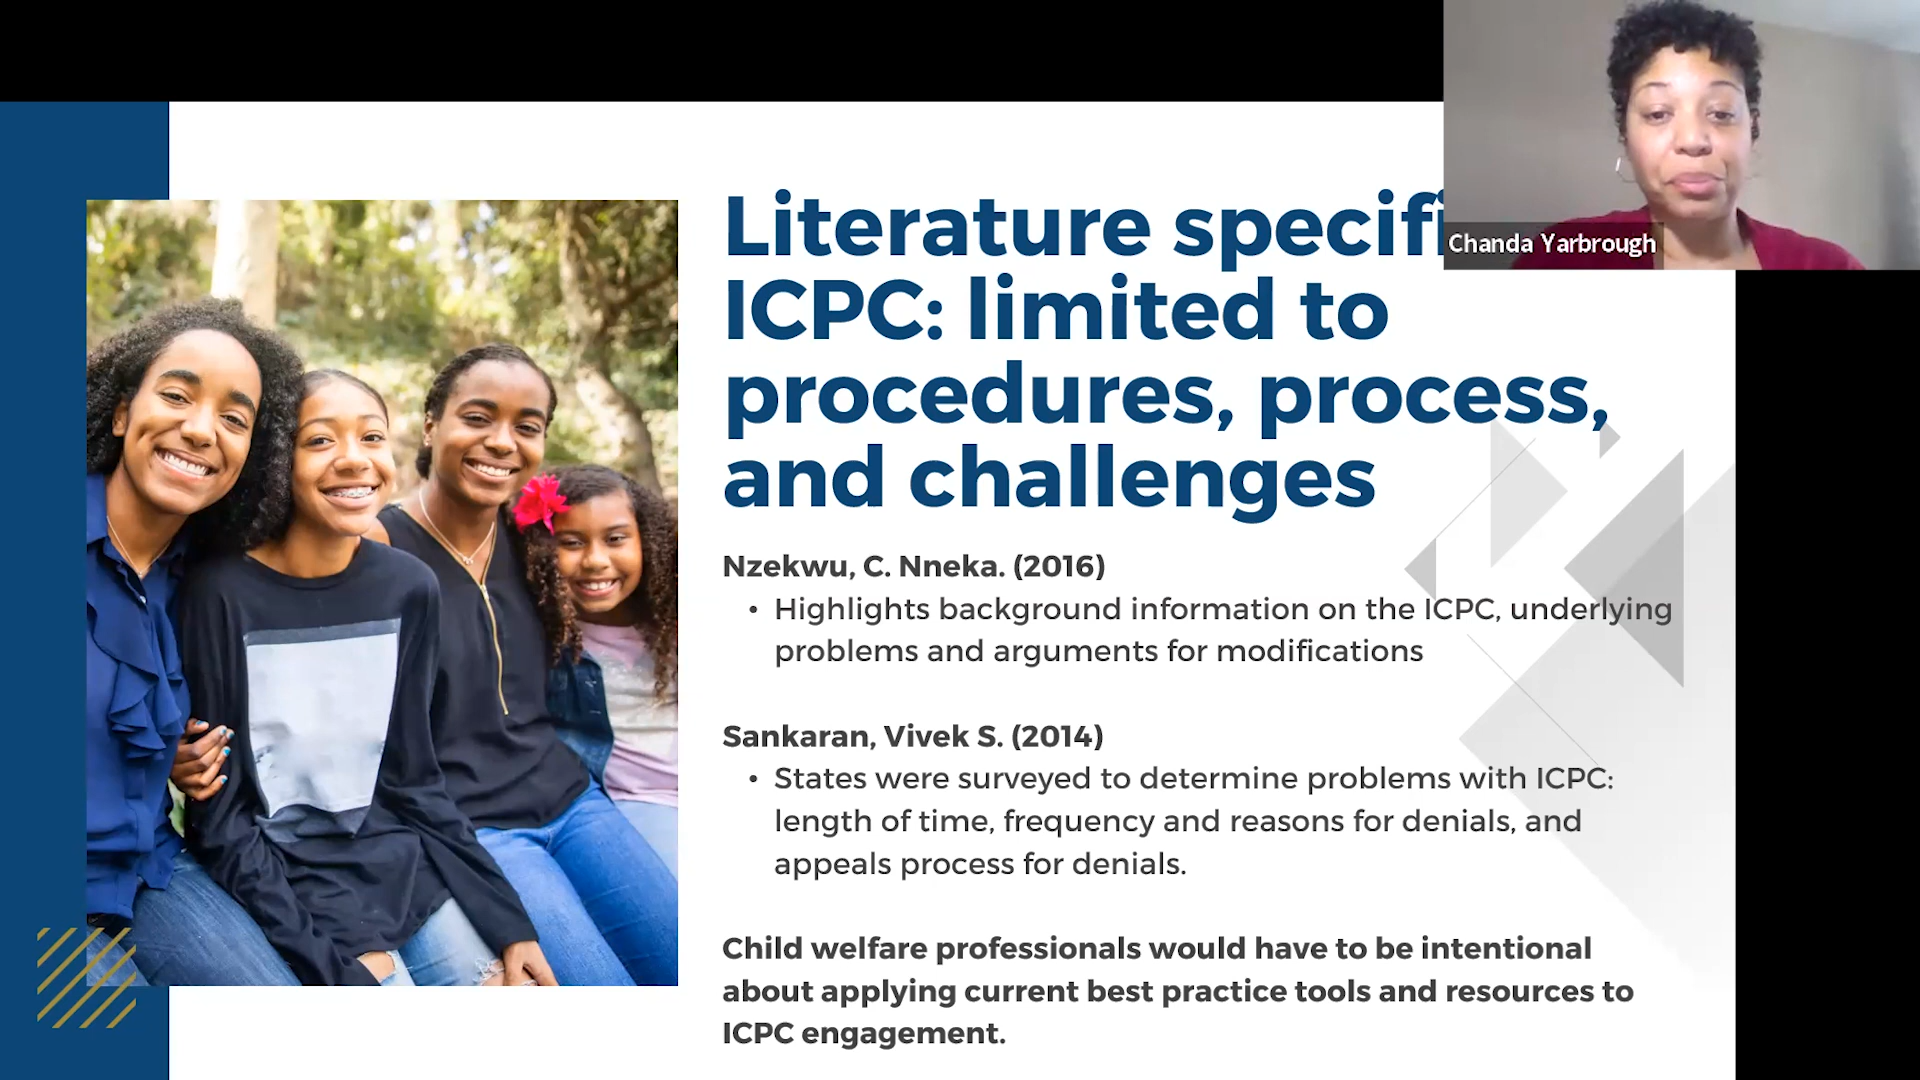 Literature specifi
ICPC: limited to
procedures, process,
and challenges
Chanda Yarbrough
Nzekwu, C. Nneka. (2016)
• Highlights background information on the ICPC, underlying
problems and arguments for modifications
Sankaran, Vivek S. (2014)
• States were surveyed to determine problems with ICPC:
length of time, frequency and reasons for denials, and
appeals process for denials.
Child welfare professionals would have to be intentional
about applying current best practice tools and resources to
ICPC engagement.